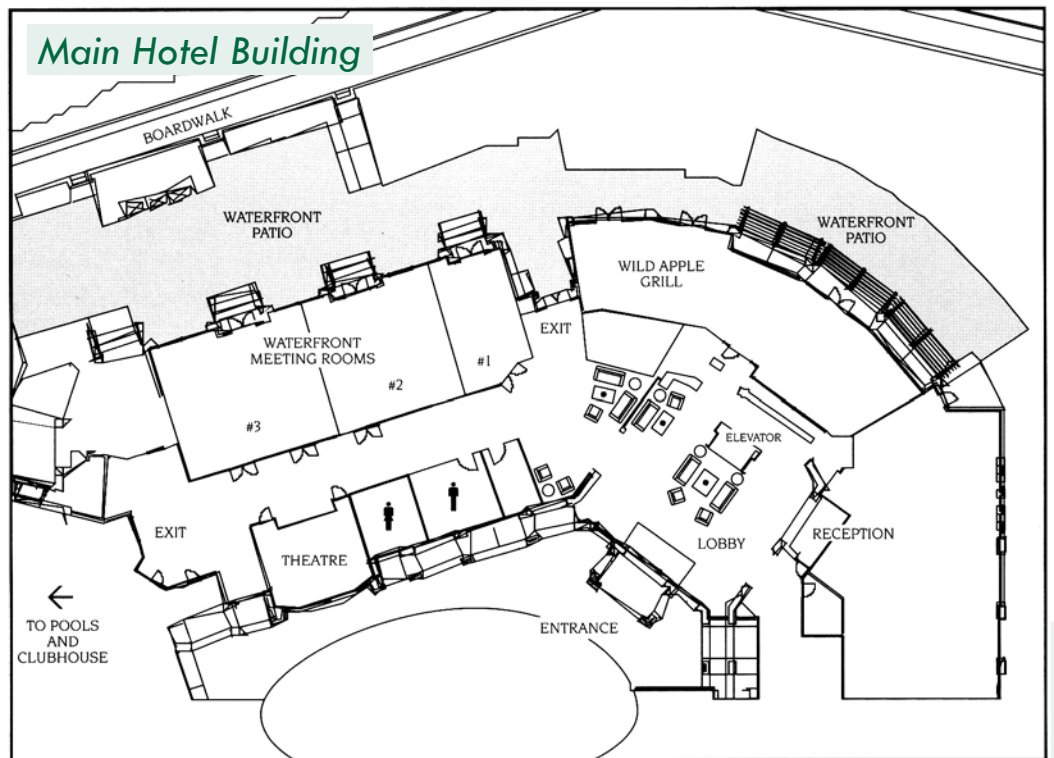 Main Hotel Building
BOARDWALK
WATERFRONT
PATIO
WATERFRONT
PATIO
WILD APPLE
GRILL
EXIT
WATERFRONT
MEETING ROOMS
#1
#2
#3
ELEVATOR
EXIT
THEATRE
LOBBY
RECEPTION
ENTRANCE
TO POOLS
AND
CLUBHOUSE